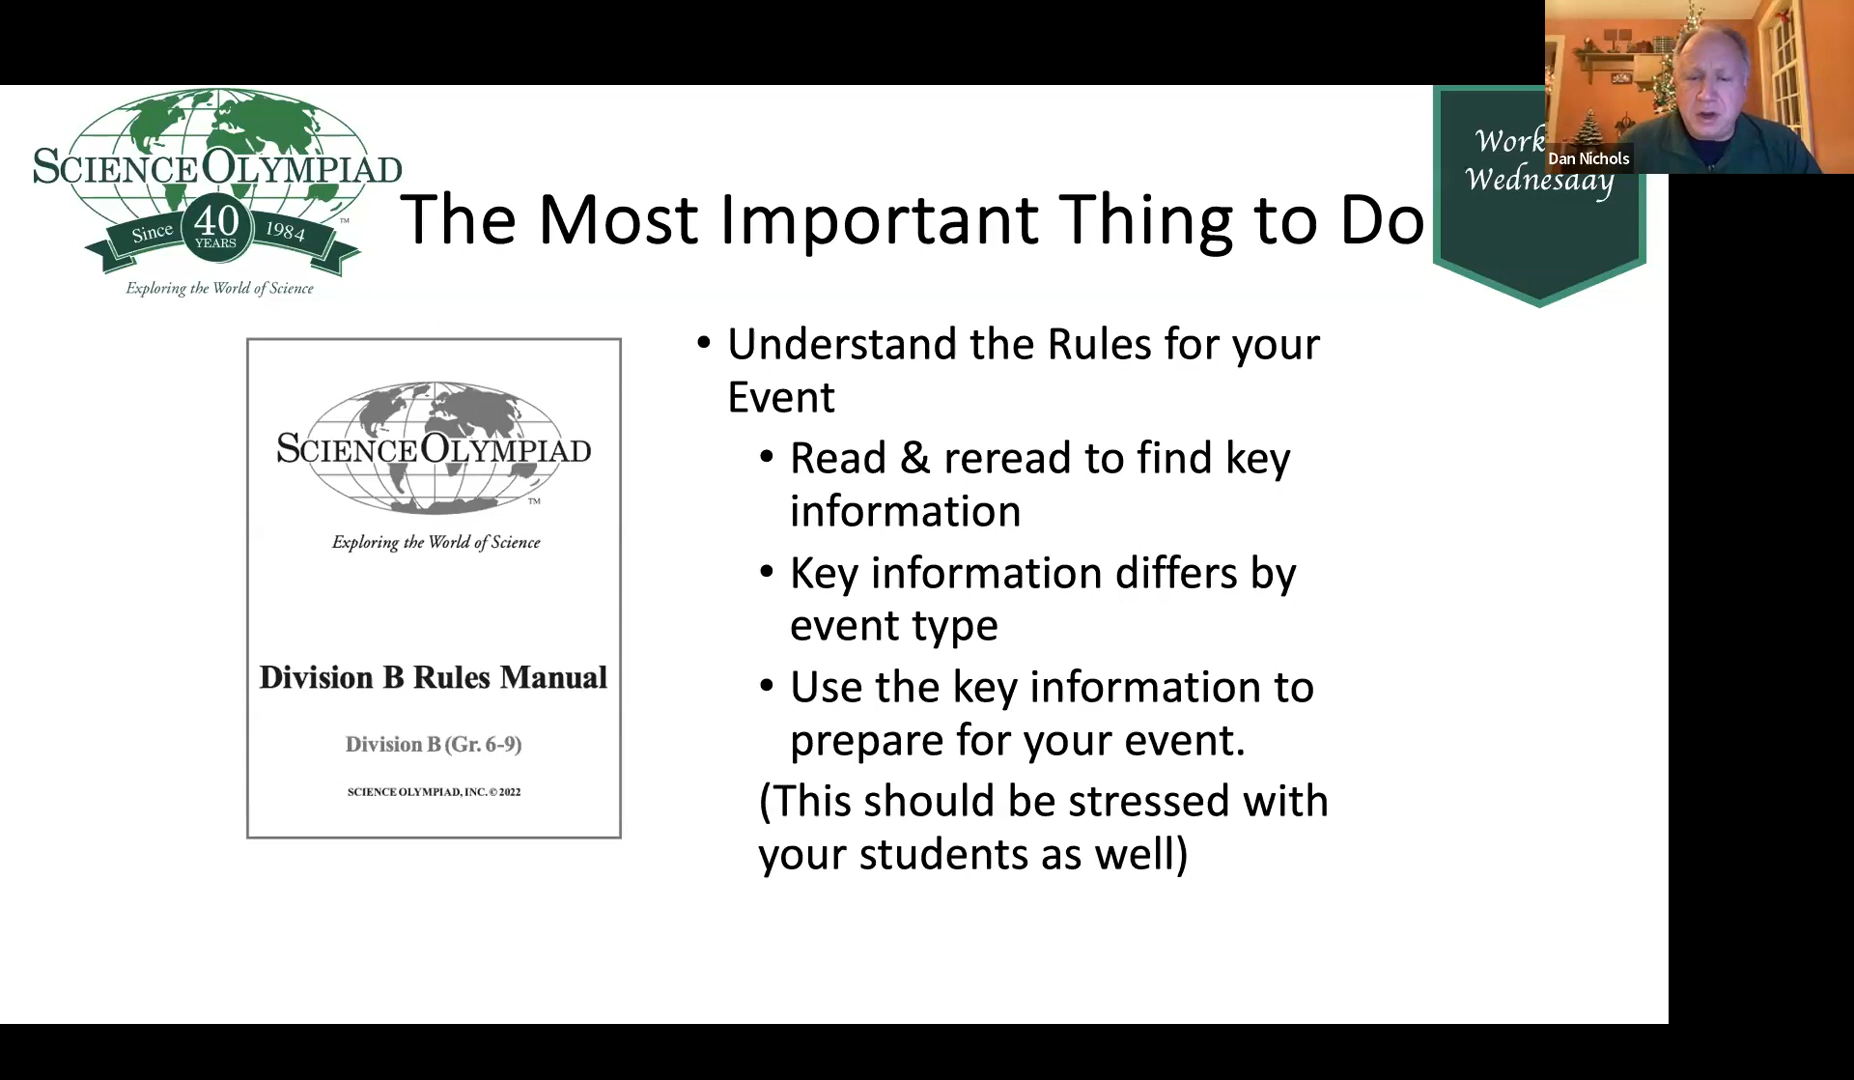 SCIENCE OLYMPIAD
Since 40 YEARS 1984
TM
Exploring the World of Science
The Most Important Thing to Do
Wednesday
Dan Nichols
SCIENCE OLYMPIAD
TM
Exploring the World of Science
Division B Rules Manual
Division B (Gr. 6-9)
SCIENCE OLYMPIAD, INC. © 2022
• Understand the Rules for your
Event
• Read & reread to find key
information
• Key information differs by
event type
• Use the key information to
prepare for your event.
(This should be stressed with
your students as well)